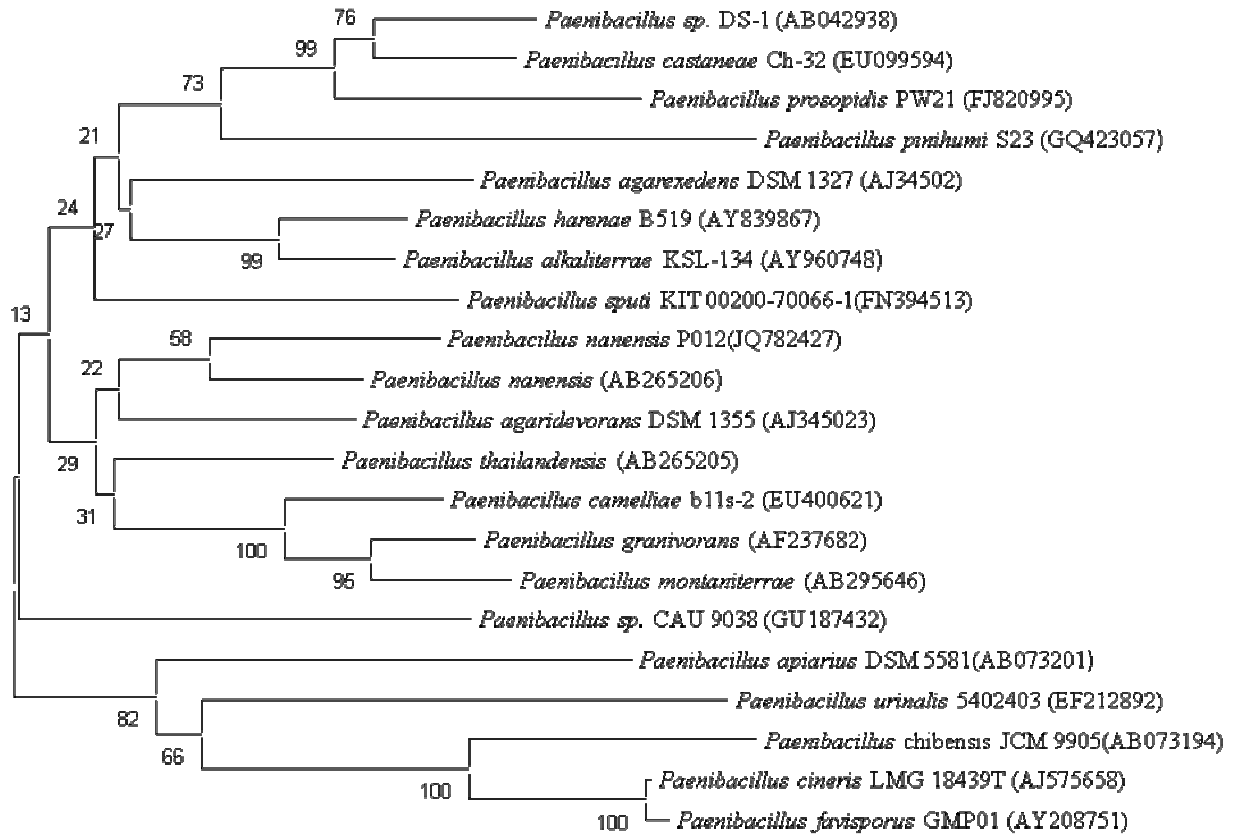 76
Paenibacillus sp. DS-1 (AB042938)
99
Paenibacillus castaneae Ch-32 (EU099594)
73
Paenibacillus prosopidis PW21 (FJ820995)
21
Paenibacillus pinihumi S23 (GQ423057)
Paenibacillus agarexedens DSM 1327 (AJ34502)
24
Paenibacillus harenae B519 (AY839867)
27
99
Paenibacillus alkaliterrae KSL-134 (AY960748)
Paenibacillus sputi KIT 00200-70066-1(FN394513)
13
58
Paenibacillus nanensis P012(JQ782427)
22
Paenibacillus nanensis (AB265206)
Paenibacillus agaridevorans DSM 1355 (AJ345023)
29
Paenibacillus thailandensis (AB265205)
Paenibacillus camelliae b11s-2 (EU400621)
31
Paenibacillus granivorans (AF237682)
100
95
Paenibacillus montaniterrae (AB295646)
Paenibacillus sp. CAU 9038 (GU187432)
Paenibacillus apiarius DSM 5581(AB073201)
82
Paenibacillus urinalis 5402403 (EF212892)
66
Paenibacillus chibensis JCM 9905(AB073194)
100
Paenibacillus cineris LMG 18439T (AJ575658)
100
Paenibacillus favisporus GMP01 (AY208751)